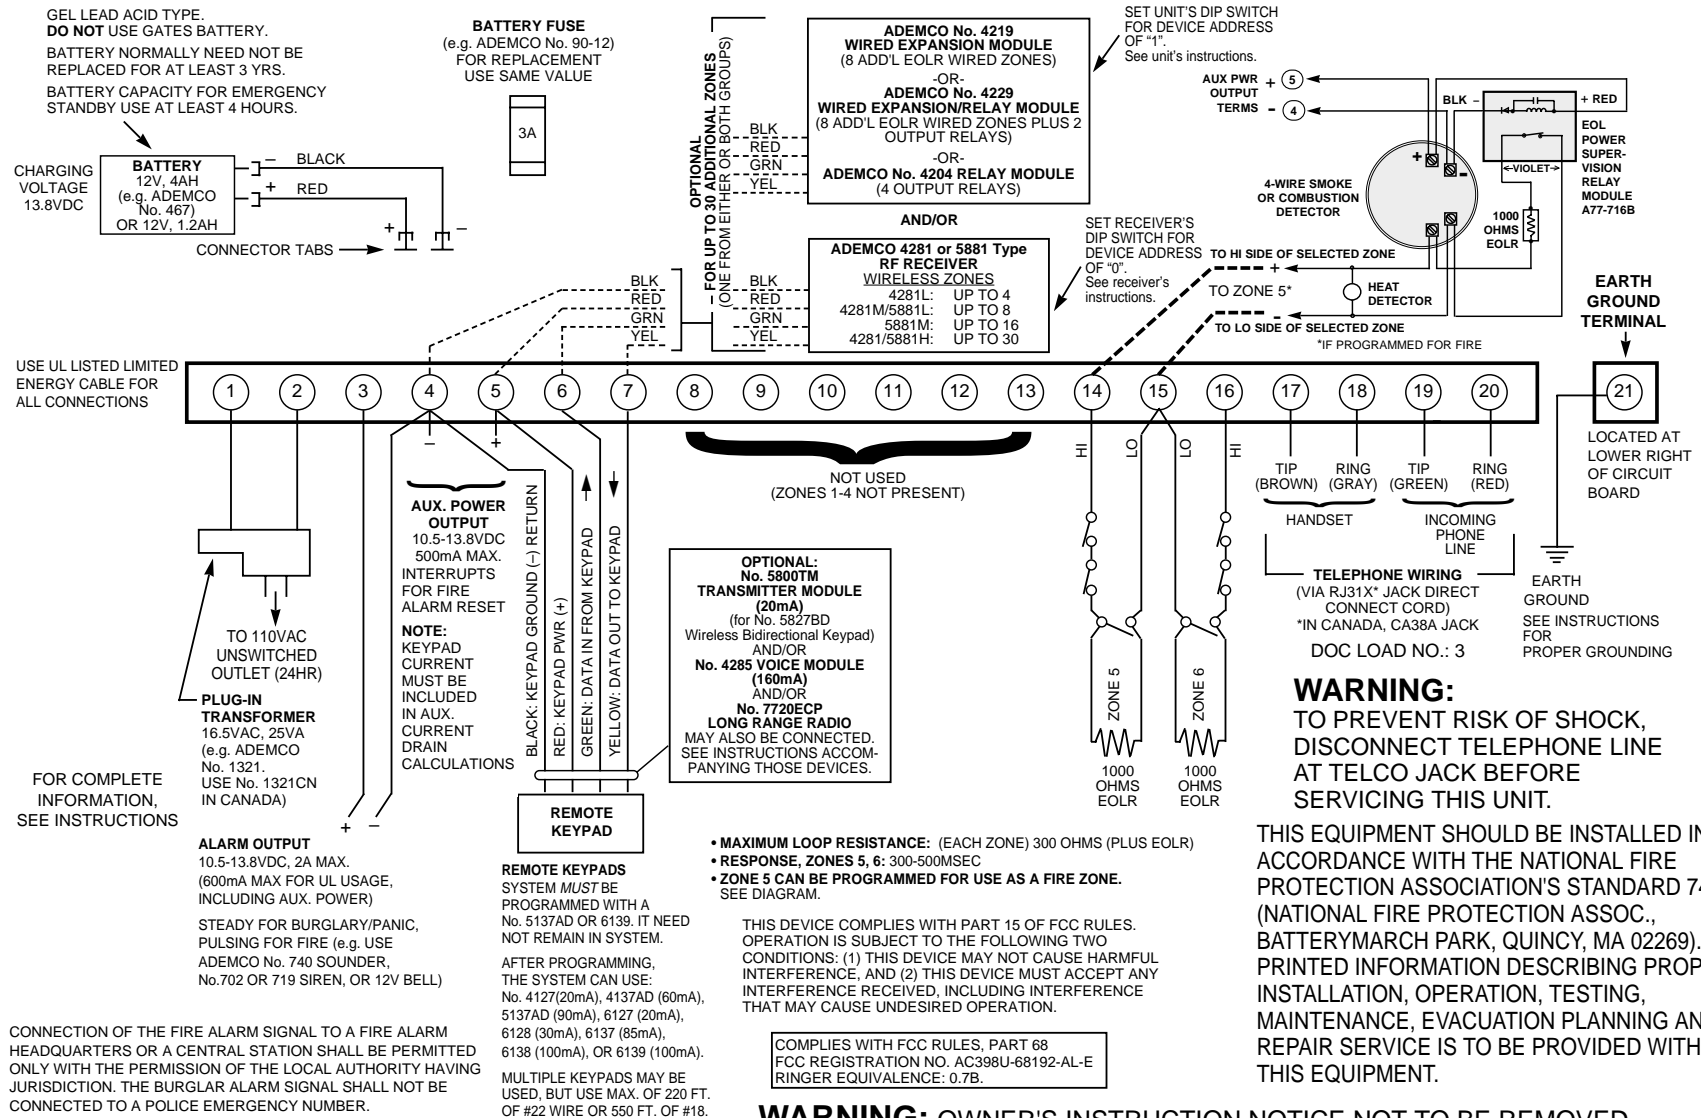 GEL LEAD ACID TYPE.
DO NOT USE GATES BATTERY.
BATTERY NORMALLY NEED NOT BE
REPLACED FOR AT LEAST 3 YRS.
BATTERY CAPACITY FOR EMERGENCY
STANDBY USE AT LEAST 4 HOURS.
CHARGING
VOLTAGE
13.8VDC
BATTERY
12V, 4AH
(e.g. ADEMCO
No. 467)
OR 12V, 1.2AH
– BLACK
+ RED
+ –
CONNECTOR TABS
BATTERY FUSE
(e.g. ADEMCO No. 90-12)
FOR REPLACEMENT
USE SAME VALUE
3A
OPTIONAL
FOR UP TO 30 ADDITIONAL ZONES
(ONE FROM EITHER OR BOTH GROUPS)
BLK
RED
GRN
YEL
ADEMCO No. 4219
WIRED EXPANSION MODULE
(8 ADD'L EOLR WIRED ZONES)
-OR-
ADEMCO No. 4229
WIRED EXPANSION/RELAY MODULE
(8 ADD'L EOLR WIRED ZONES PLUS 2
OUTPUT RELAYS)
-OR-
ADEMCO No. 4204 RELAY MODULE
(4 OUTPUT RELAYS)
SET UNIT'S DIP SWITCH
FOR DEVICE ADDRESS
OF "1".
See unit's instructions.
AND/OR
BLK
RED
GRN
YEL
BLK
RED
GRN
YEL
ADEMCO 4281 or 5881 Type
RF RECEIVER
WIRELESS ZONES
4281L: UP TO 4
4281M/5881L: UP TO 8
5881M: UP TO 16
4281/5881H: UP TO 30
SET RECEIVER'S
DIP SWITCH FOR
DEVICE ADDRESS
OF "0".
See receiver's
instructions.
AUX PWR
OUTPUT
TERMS
+ 5
- 4
BLK –
+ RED
EOL
POWER
SUPER-
VISION
RELAY
MODULE
A77-716B
VIOLET
+ -
4-WIRE SMOKE
OR COMBUSTION
DETECTOR
1000
OHMS
EOLR
TO HI SIDE OF SELECTED ZONE
+
TO ZONE 5*
HEAT
DETECTOR
-
TO LO SIDE OF SELECTED ZONE
*IF PROGRAMMED FOR FIRE
EARTH
GROUND
TERMINAL
USE UL LISTED LIMITED
ENERGY CABLE FOR
ALL CONNECTIONS
1 2 3 4 5 6 7 8 9 10 11 12 13 14 15 16 17 18 19 20 21
LOCATED AT
LOWER RIGHT
OF CIRCUIT
BOARD
EARTH
GROUND
SEE INSTRUCTIONS
FOR
PROPER GROUNDING
TO 110VAC
UNSWITCHED
OUTLET (24HR)
PLUG-IN
TRANSFORMER
16.5VAC, 25VA
(e.g. ADEMCO
No. 1321.
USE No. 1321CN
IN CANADA)
FOR COMPLETE
INFORMATION,
SEE INSTRUCTIONS
+ –
ALARM OUTPUT
10.5-13.8VDC, 2A MAX.
(600mA MAX FOR UL USAGE,
INCLUDING AUX. POWER)
STEADY FOR BURGLARY/PANIC,
PULSING FOR FIRE (e.g. USE
ADEMCO No. 740 SOUNDER,
No.702 OR 719 SIREN, OR 12V BELL)
– +
AUX. POWER
OUTPUT
10.5-13.8VDC
500mA MAX.
INTERRUPTS
FOR FIRE
ALARM RESET
NOTE:
KEYPAD
CURRENT
MUST BE
INCLUDED
IN AUX.
CURRENT
DRAIN
CALCULATIONS
BLACK: KEYPAD GROUND (–) RETURN
RED: KEYPAD PWR (+)
GREEN: DATA IN FROM KEYPAD
YELLOW: DATA OUT TO KEYPAD
REMOTE
KEYPAD
OPTIONAL:
No. 5800TM
TRANSMITTER MODULE
(20mA)
(for No. 5827BD
Wireless Bidirectional Keypad)
AND/OR
No. 4285 VOICE MODULE
(160mA)
AND/OR
No. 7720ECP
LONG RANGE RADIO
MAY ALSO BE CONNECTED.
SEE INSTRUCTIONS ACCOM-
PANYING THOSE DEVICES.
NOT USED
(ZONES 1-4 NOT PRESENT)
HI LO LO HI
ZONE 5
ZONE 6
1000
OHMS
EOLR
1000
OHMS
EOLR
TIP
(BROWN)
RING
(GRAY)
TIP
(GREEN)
RING
(RED)
HANDSET
INCOMING
PHONE
LINE
TELEPHONE WIRING
(VIA RJ31X* JACK DIRECT
CONNECT CORD)
*IN CANADA, CA38A JACK
DOC LOAD NO.: 3
WARNING:
TO PREVENT RISK OF SHOCK,
DISCONNECT TELEPHONE LINE
AT TELCO JACK BEFORE
SERVICING THIS UNIT.
REMOTE KEYPADS
SYSTEM MUST BE
PROGRAMMED WITH A
No. 5137AD OR 6139. IT NEED
NOT REMAIN IN SYSTEM.
AFTER PROGRAMMING,
THE SYSTEM CAN USE:
No. 4127(20mA), 4137AD (60mA),
5137AD (90mA), 6127 (20mA),
6128 (30mA), 6137 (85mA),
6138 (100mA), OR 6139 (100mA).
MULTIPLE KEYPADS MAY BE
USED, BUT USE MAX. OF 220 FT.
OF #22 WIRE OR 550 FT. OF #18.
• MAXIMUM LOOP RESISTANCE: (EACH ZONE) 300 OHMS (PLUS EOLR)
• RESPONSE, ZONES 5, 6: 300-500MSEC
• ZONE 5 CAN BE PROGRAMMED FOR USE AS A FIRE ZONE.
SEE DIAGRAM.
THIS DEVICE COMPLIES WITH PART 15 OF FCC RULES.
OPERATION IS SUBJECT TO THE FOLLOWING TWO
CONDITIONS: (1) THIS DEVICE MAY NOT CAUSE HARMFUL
INTERFERENCE, AND (2) THIS DEVICE MUST ACCEPT ANY
INTERFERENCE RECEIVED, INCLUDING INTERFERENCE
THAT MAY CAUSE UNDESIRED OPERATION.
COMPLIES WITH FCC RULES, PART 68
FCC REGISTRATION NO. AC398U-68192-AL-E
RINGER EQUIVALENCE: 0.7B.
THIS EQUIPMENT SHOULD BE INSTALLED IN
ACCORDANCE WITH THE NATIONAL FIRE
PROTECTION ASSOCIATION'S STANDARD
(NATIONAL FIRE PROTECTION ASSOC.,
BATTERYMARCH PARK, QUINCY, MA 02269).
PRINTED INFORMATION DESCRIBING
INSTALLATION, OPERATION, TESTING,
MAINTENANCE, EVACUATION PLANNING
REPAIR SERVICE IS TO BE PROVIDED WITH
THIS EQUIPMENT.
CONNECTION OF THE FIRE ALARM SIGNAL TO A FIRE ALARM
HEADQUARTERS OR A CENTRAL STATION SHALL BE PERMITTED
ONLY WITH THE PERMISSION OF THE LOCAL AUTHORITY HAVING
JURISDICTION. THE BURGLAR ALARM SIGNAL SHALL NOT BE
CONNECTED TO A POLICE EMERGENCY NUMBER.
WARNING: OWNER'S INSTRUCTION NOTICE NOT TO BE REMOVED